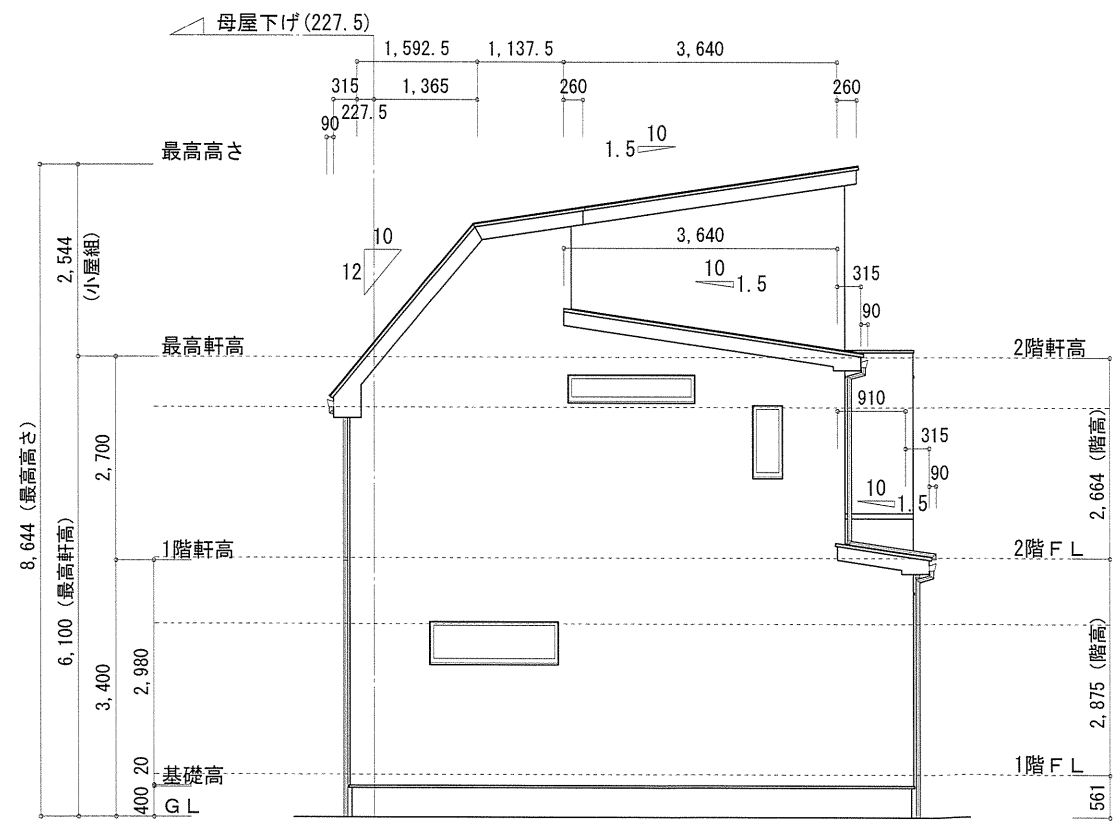 母屋下げ(227.5)
1,592.5
1,137.5
3,640
315
1,365
260
260
227.5
90
10
1.5
最高高さ
2,544
(小屋組)
10
12
3,640
10
1.5
315
90
最高軒高
2階軒高
910
315
90
2,700
2,664 (階高)
10
1.5
8,644 (最高高さ)
6,100 (最高軒高)
1階軒高
2階FL
2,980
3,400
2,875 (階高)
20
基礎高
1階FL
400
GL
561